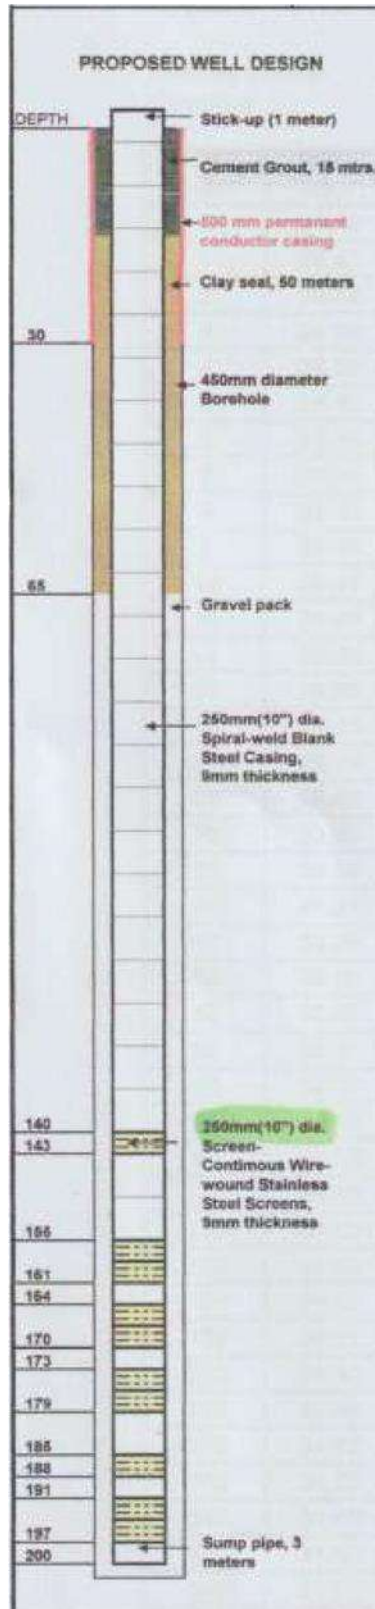 PROPOSED WELL DESIGN
DEPTH
Stick-up (1 meter)
Cement Grout, 15 mtrs.
500 mm permanent
conductor casing
Clay seal, 50 meters
30
450mm diameter
Borehole
65
Gravel pack
250mm(10") dia.
Spiral-weld Blank
Steel Casing,
9mm thickness
140
143
250mm(10") dia.
Screen-
Contimous Wire-
wound Stainless
Steel Screens,
9mm thickness
155
161
164
170
173
179
185
188
191
197
200
Sump pipe, 3
meters